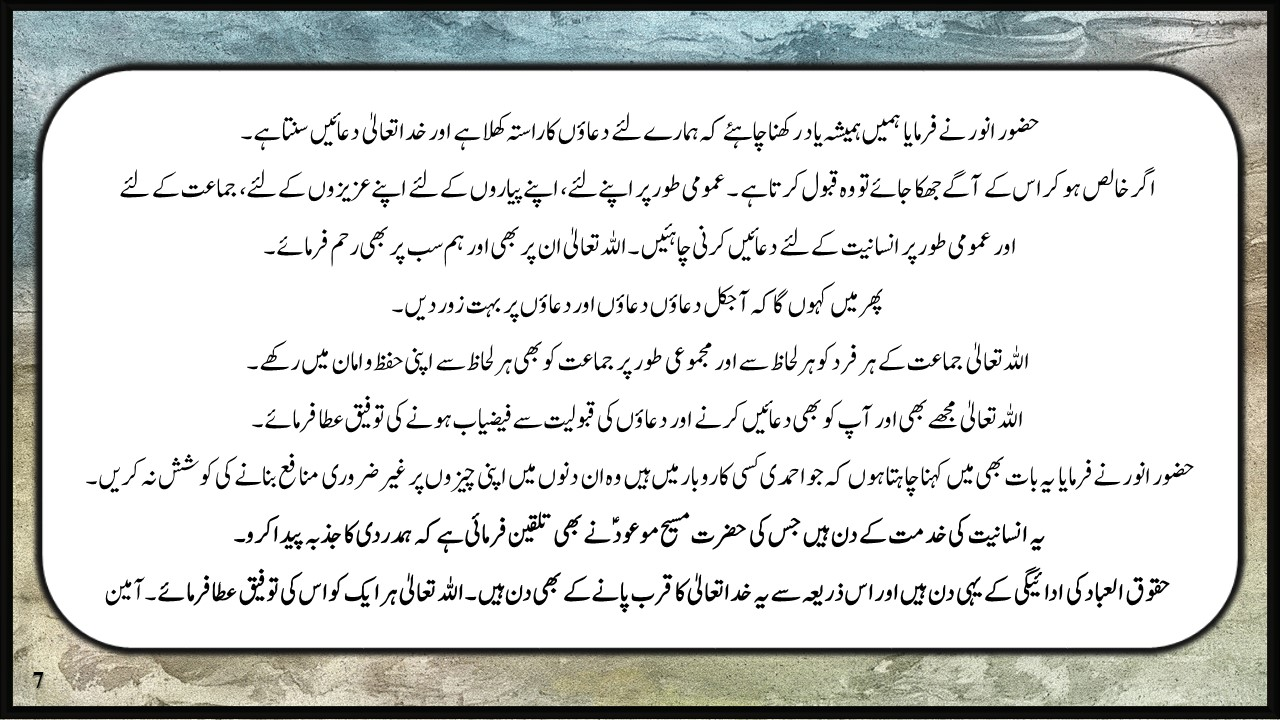 حضور انور نے فرمایا ہمیں ہمیشہ یاد رکھنا چاہئے کہ ہمارے لئے دعاؤں کا راستہ کھلا ہے اور خدا تعالیٰ دعائیں سنتا ہے۔
اگر خالص ہو کر اس کے آگے جھکا جائے تو وہ قبول کرتا ہے۔ عمومی طور پر اپنے لئے، اپنے پیاروں کے لئے اپنے عزیزوں کے لئے، جماعت کے لئے
اور عمومی طور پر انسانیت کے لئے دعائیں کرنی چاہئیں۔ اللہ تعالیٰ ان پر بھی اور ہم سب پر بھی رحم فرمائے۔
پھر میں کہوں گا کہ آجکل دعاؤں دعاؤں اور دعاؤں پر بہت زور دیں۔
اللہ تعالیٰ جماعت کے ہر فرد کو ہر لحاظ سے اور مجموعی طور پر جماعت کو بھی ہر لحاظ سے اپنی حفظ و امان میں رکھے۔
اللہ تعالیٰ مجھے بھی اور آپ کو بھی دعائیں کرنے اور دعاؤں کی قبولیت سے فیضیاب ہونے کی توفیق عطا فرمائے۔
حضور انور نے فرمایا یہ بات بھی میں کہنا چاہتا ہوں کہ جو احمدی کسی کاروبار میں ہیں وہ ان دنوں میں اپنی چیزوں پر غیر ضروری منافع بنانے کی کوشش نہ کریں۔
یہ انسانیت کی خدمت کے دن ہیں جس کی حضرت مسیح موعودؑ نے بھی تلقین فرمائی ہے کہ ہمدردی کا جذبہ پیدا کرو۔
حقوق العباد کی ادائیگی کے یہی دن ہیں اور اس ذریعہ سے یہ خدا تعالیٰ کا قرب پانے کے بھی دن ہیں۔ اللہ تعالیٰ ہر ایک کو اس کی توفیق عطا فرمائے۔ آمین
7